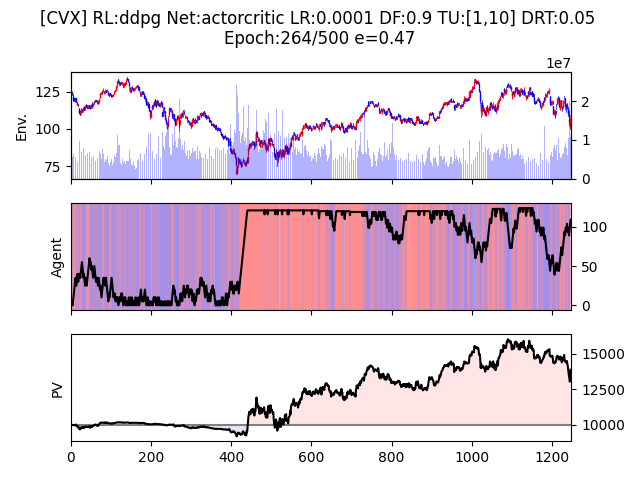 [CVX] RL:ddpg Net:actorcritic LR:0.0001 DF:0.9 TU:[1,10] DRT:0.05
Epoch:264/500 e=0.47
1e7
125
100
75
Env.
2
1
0
Agent
100
50
0
PV
15000
12500
10000
0 200 400 600 800 1000 1200